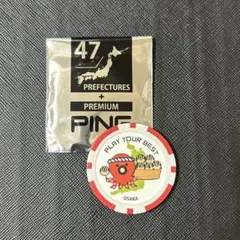 47
PREFECTURES
+
PREMIUM
PING
PLAY YOUR BEST
OSAKA